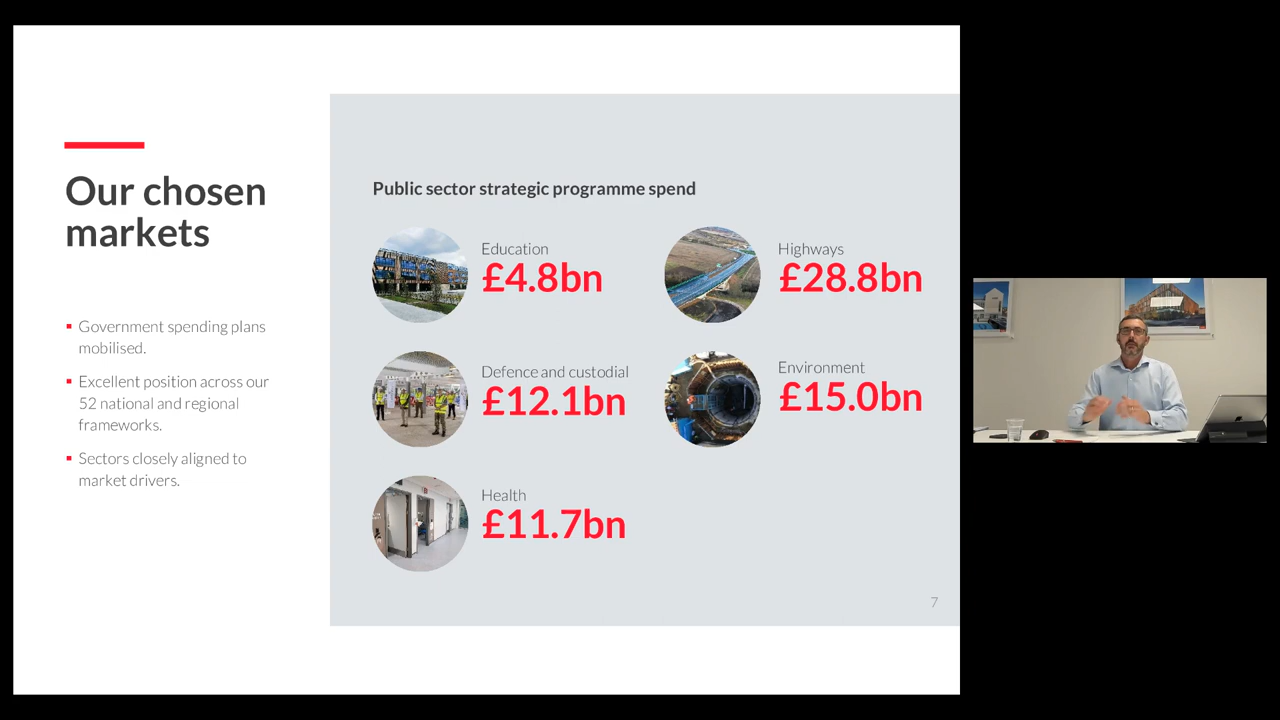 Our chosen
markets
Government spending plans
mobilised.
Excellent position across our
52 national and regional
frameworks.
Sectors closely aligned to
market drivers.
Public sector strategic programme spend
Education
£4.8bn
Highways
£28.8bn
Defence and custodial
£12.1bn
Environment
£15.0bn
Health
£11.7bn
7